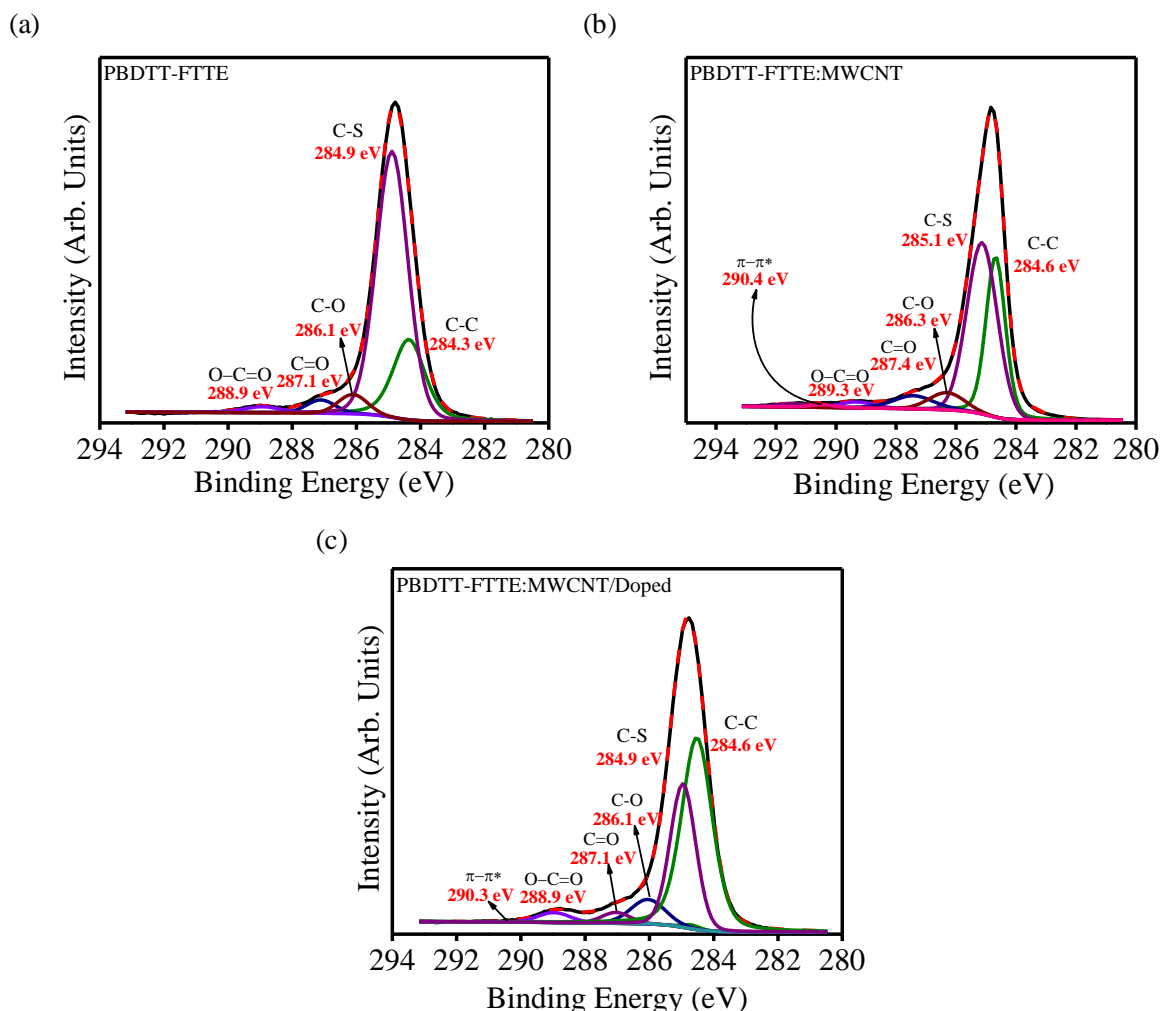 (a)
PBDTT-FTTE
C-S
284.9 eV
C-O
286.1 eV
C-C
284.3 eV
C=O
287.1 eV
O−C=O
288.9 eV
Intensity (Arb. Units)
294 292 290 288 286 284 282 280
Binding Energy (eV)
(b)
PBDTT-FTTE:MWCNT
C-S
285.1 eV
C-C
284.6 eV
π−π*
290.4 eV
C-O
286.3 eV
C=O
287.4 eV
O−C=O
289.3 eV
Intensity (Arb. Units)
294 292 290 288 286 284 282 280
Binding Energy (eV)
(c)
PBDTT-FTTE:MWCNT/Doped
C-C
284.6 eV
C-S
284.9 eV
C-O
286.1 eV
C=O
287.1 eV
π−π*
290.3 eV
O−C=O
288.9 eV
Intensity (Arb. Units)
294 292 290 288 286 284 282 280
Binding Energy (eV)